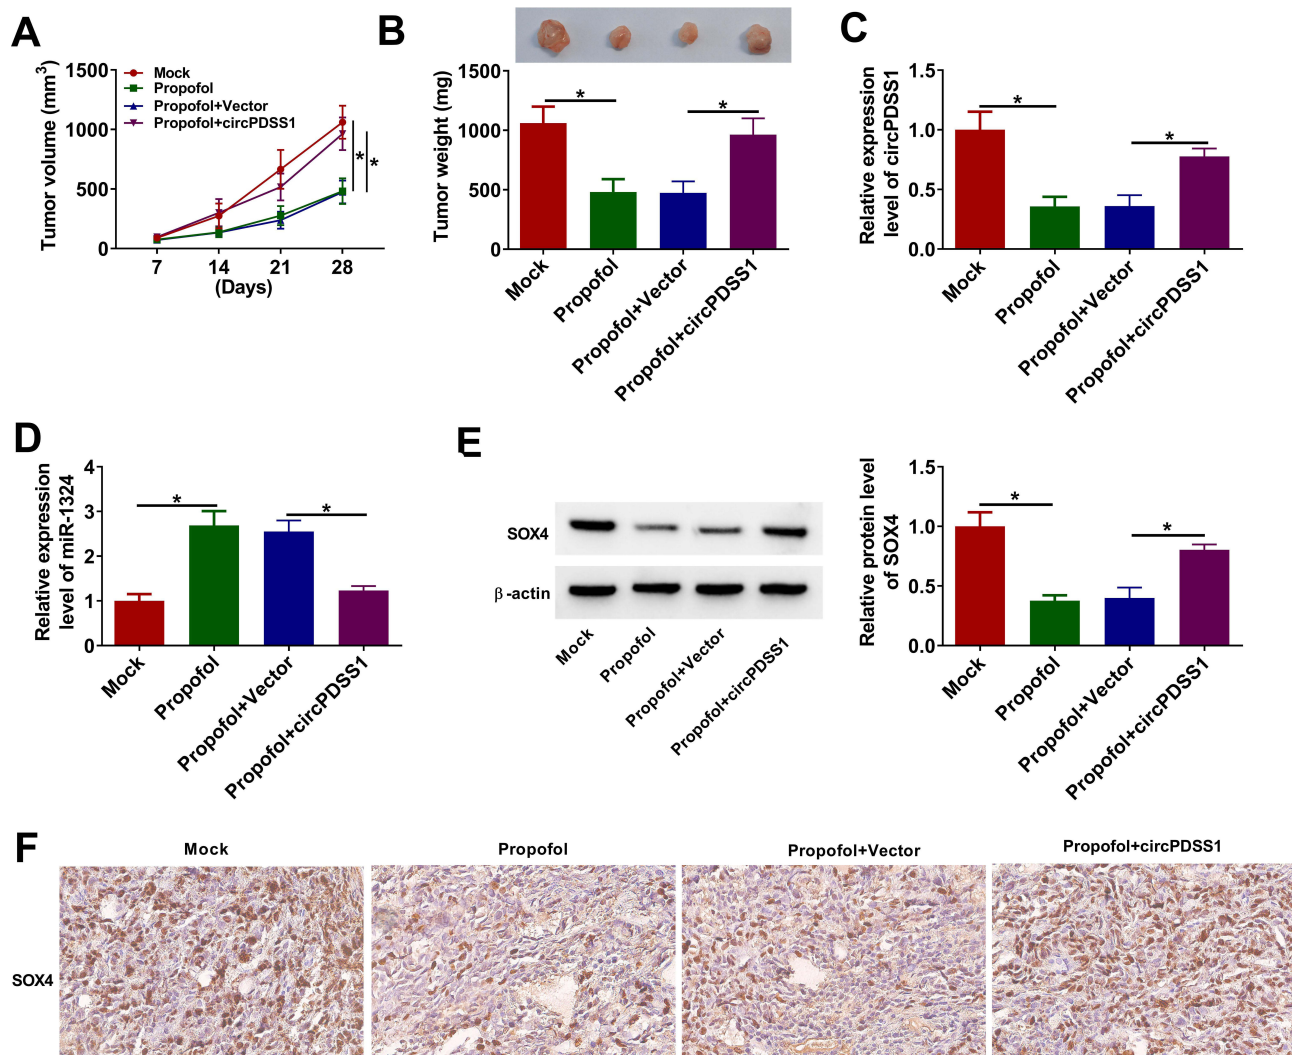 A
Tumor volume (mm3)
1500
1000
500
0
7 14 21 28
(Days)
Mock
Propofol
Propofol+Vector
Propofol+circPDSS1
*
*
B
Tumor weight (mg)
1500
1000
500
0
*
*
Mock
Propofol
Propofol+Vector
Propofol+circPDSS1
C
Relative expression
level of circPDSS1
1.5
1.0
0.5
0.0
*
*
Mock
Propofol
Propofol+Vector
Propofol+circPDSS1
D
Relative expression
level of miR-1324
4
3
2
1
0
*
*
Mock
Propofol
Propofol+Vector
Propofol+circPDSS1
E
SOX4
β-actin
Mock
Propofol
Propofol+Vector
Propofol+circPDSS1
Relative protein level
of SOX4
1.5
1.0
0.5
0.0
*
*
Mock
Propofol
Propofol+Vector
Propofol+circPDSS1
F
Mock
Propofol
Propofol+Vector
Propofol+circPDSS1
SOX4